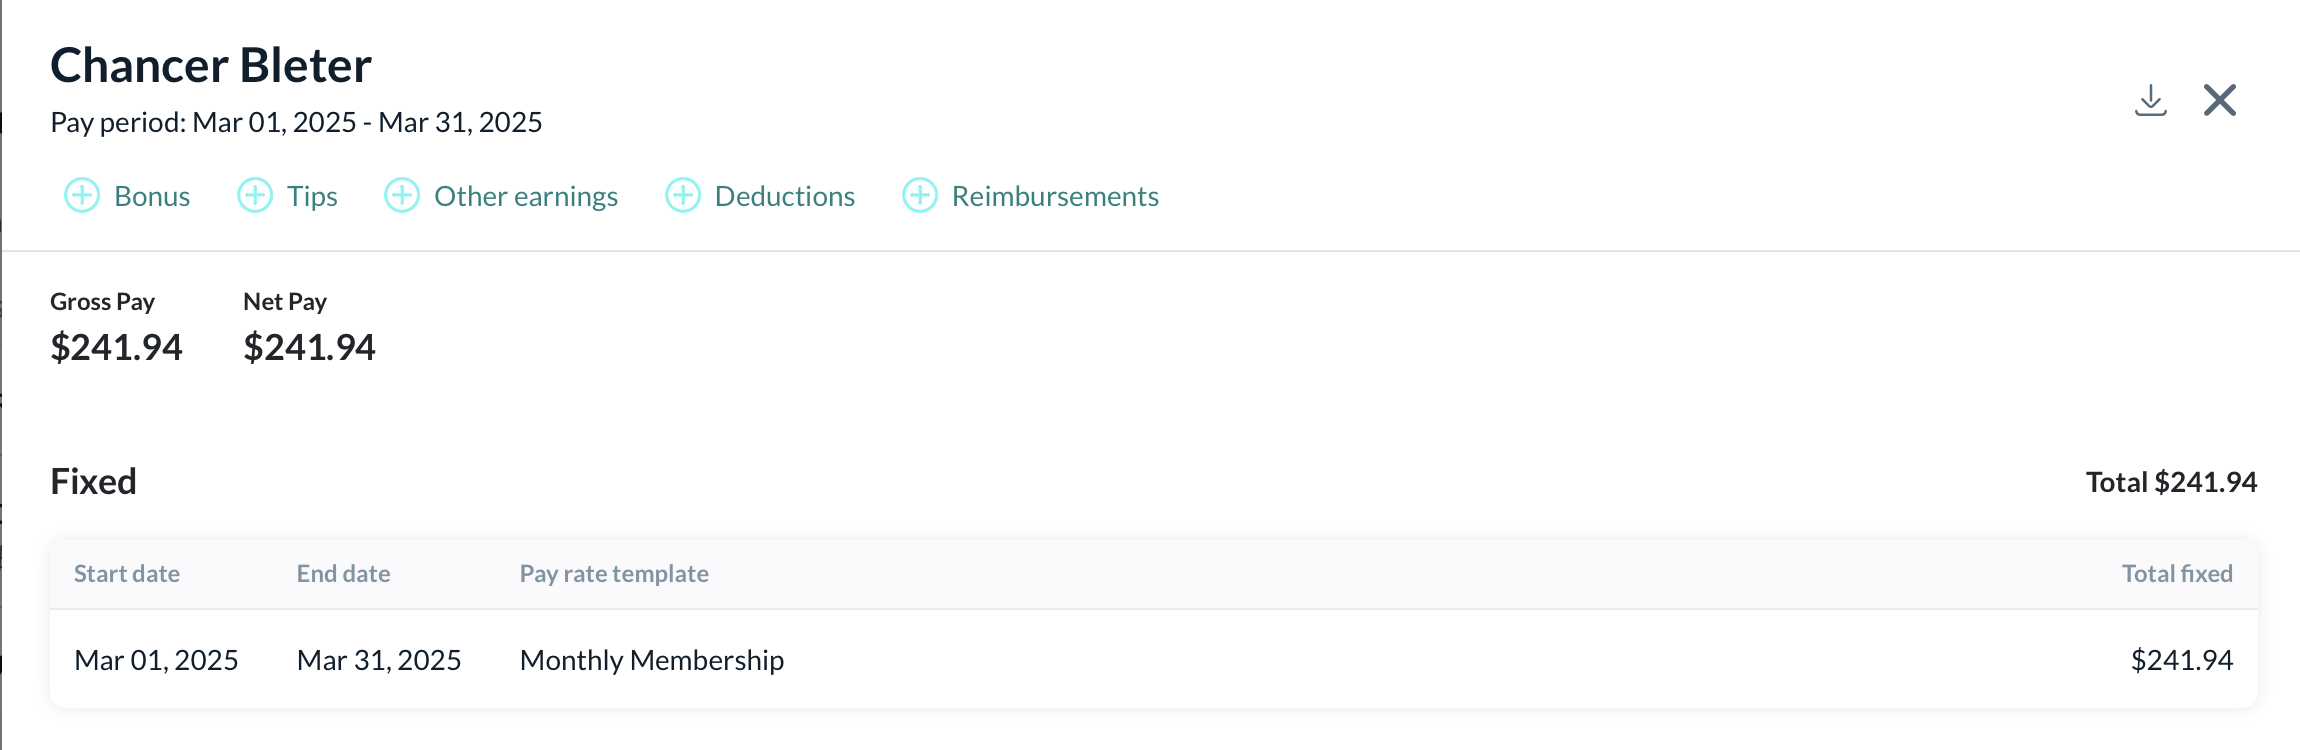 Chancer Bleter
Pay period: Mar 01, 2025 - Mar 31, 2025
Bonus Tips Other earnings Deductions Reimbursements
Gross Pay Net Pay
$241.94 $241.94
Fixed Total $241.94
Start date End date Pay rate template Total fixed
Mar 01, 2025 Mar 31, 2025 Monthly Membership $241.94